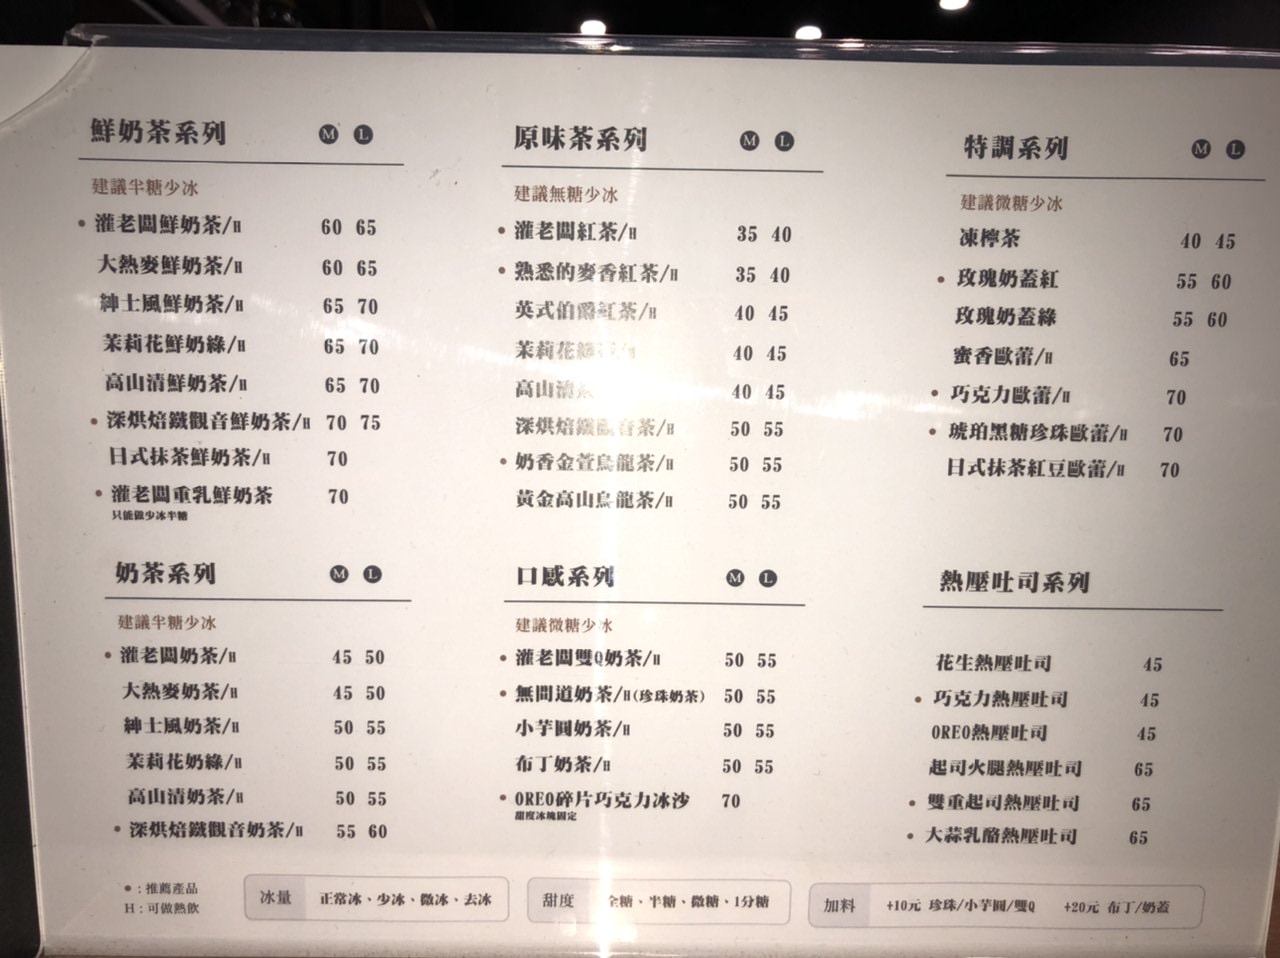 鮮奶茶系列 M L
建議半糖少冰
• 灌老闆鮮奶茶/H 60 65
大熱麥鮮奶茶/H 60 65
紳士風鮮奶茶/H 65 70
茉莉花鮮奶綠/H 65 70
高山清鮮奶茶/H 65 70
• 深烘焙鐵觀音鮮奶茶/H 70 75
日式抹茶鮮奶茶/H 70
• 灌老闆重乳鮮奶茶 70
只能做少冰半糖
原味茶系列 M L
建議無糖少冰
• 灌老闆紅茶/H 35 40
• 熟悉的麥香紅茶/H 35 40
英式伯爵紅茶/H 40 45
茉莉花綠 /H 40 45
高山清 40 45
深烘焙鐵觀音茶/H 50 55
• 奶香金萱烏龍茶/H 50 55
黃金高山烏龍茶/H 50 55
特調系列 M L
建議微糖少冰
凍檸茶 40 45
• 玫瑰奶蓋紅 55 60
玫瑰奶蓋綠 55 60
蜜香歐蕾/H 65
• 巧克力歐蕾/H 70
• 琥珀黑糖珍珠歐蕾/H 70
日式抹茶紅豆歐蕾/H 70
奶茶系列 M L
建議半糖少冰
• 灌老闆奶茶/H 45 50
大熱麥奶茶/H 45 50
紳士風奶茶/H 50 55
茉莉花奶綠/H 50 55
高山清奶茶/H 50 55
• 深烘焙鐵觀音奶茶/H 55 60
口感系列 M L
建議微糖少冰
• 灌老闆雙Q奶茶/H 50 55
• 無間道奶茶/H(珍珠奶茶) 50 55
小芋圓奶茶/H 50 55
布丁奶茶/H 50 55
• OREO碎片巧克力冰沙 70
甜度冰塊固定
熱壓吐司系列
花生熱壓吐司 45
• 巧克力熱壓吐司 45
OREO熱壓吐司 45
起司火腿熱壓吐司 65
• 雙重起司熱壓吐司 65
• 大蒜乳酪熱壓吐司 65
•：推薦產品
H：可做熱飲
冰量 正常冰、少冰、微冰、去冰
甜度 全糖、半糖、微糖、1分糖
加料 +10元 珍珠/小芋圓/雙Q +20元 布丁/奶蓋